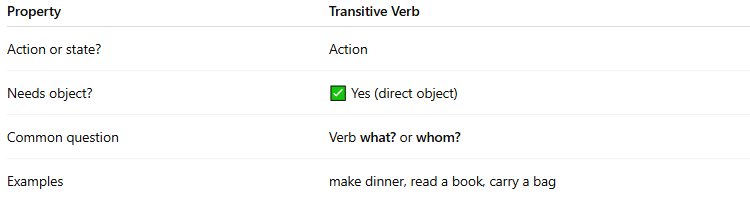 Property Transitive Verb
Action or state? Action
Needs object? ✅ Yes (direct object)
Common question Verb what? or whom?
Examples make dinner, read a book, carry a bag